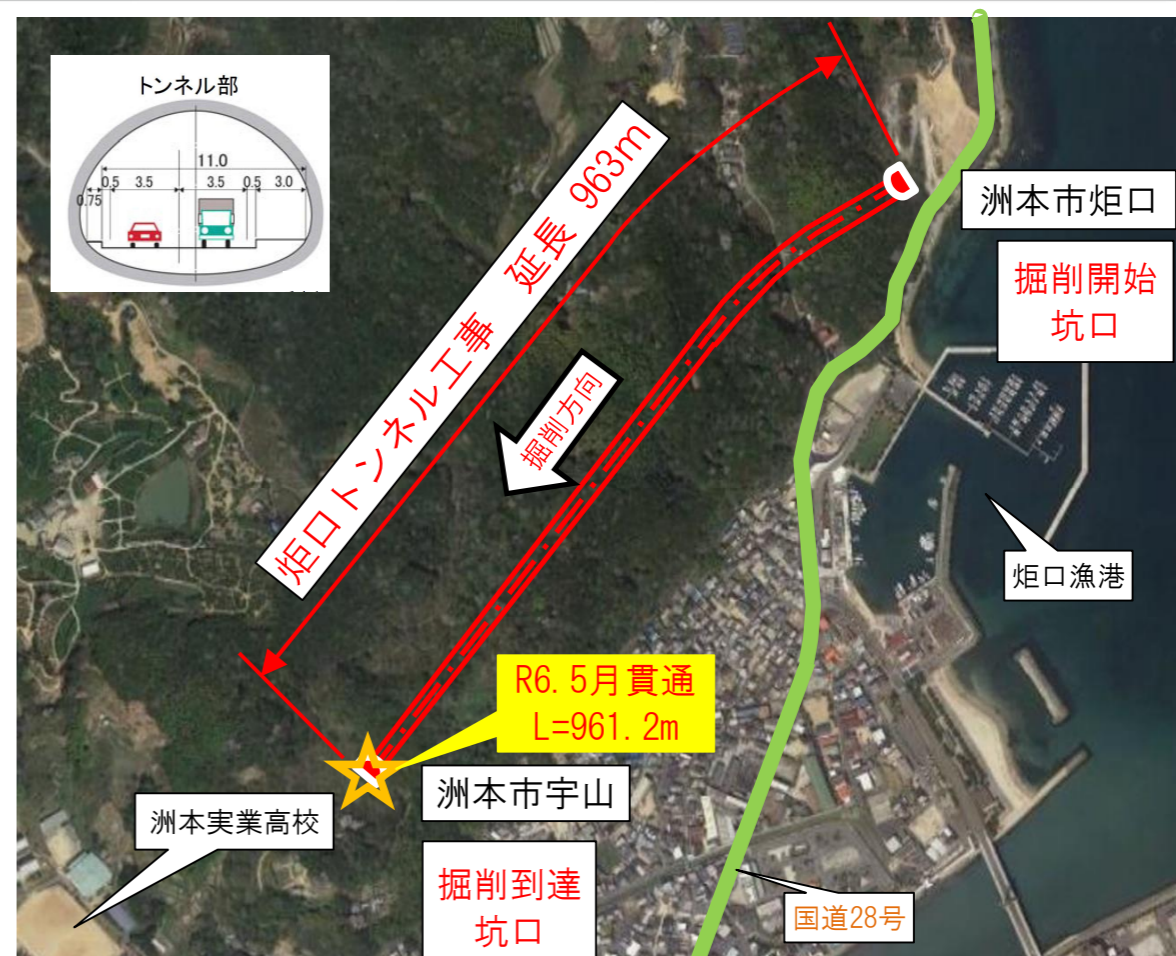 トンネル部
11.0
0.5 3.5 3.5 0.5 3.0
0.75
炬口トンネル工事 延長 963m
掘削方向
洲本市炬口
掘削開始
坑口
炬口漁港
R6.5月貫通
L=961.2m
洲本市宇山
洲本実業高校
掘削到達
坑口
国道28号